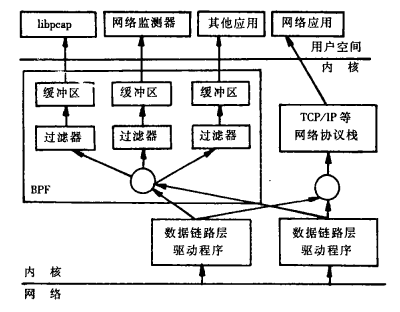 libpcap 网络监测器 其他应用 网络应用
用户空间
内核
缓冲区 缓冲区 缓冲区
TCP/IP等
网络协议栈
过滤器 过滤器 过滤器
BPF
数据链路层
驱动程序
数据链路层
驱动程序
内核
网络